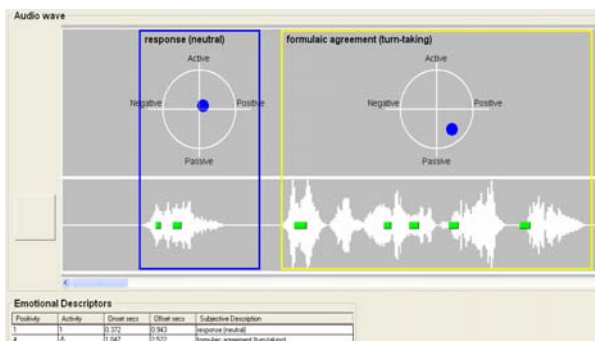 Audio wave
response (neutral)
Active
Negative
Positive
Passive
formulaic agreement (turn-taking)
Active
Negative
Positive
Passive
Emotional Descriptors
Positivity Activity Onset secs Offset secs Subjective Description
1 1 0.372 0.943 response (neutral)
4 -5 1.047 2.522 formulaic agreement (turn-taking)